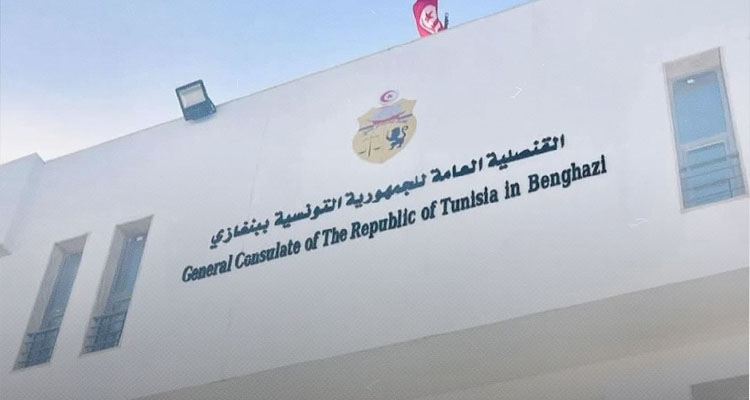 القنصلية العامة للجمهورية التونسية ببنغازي
General Consulate of The Republic of Tunisia in Benghazi